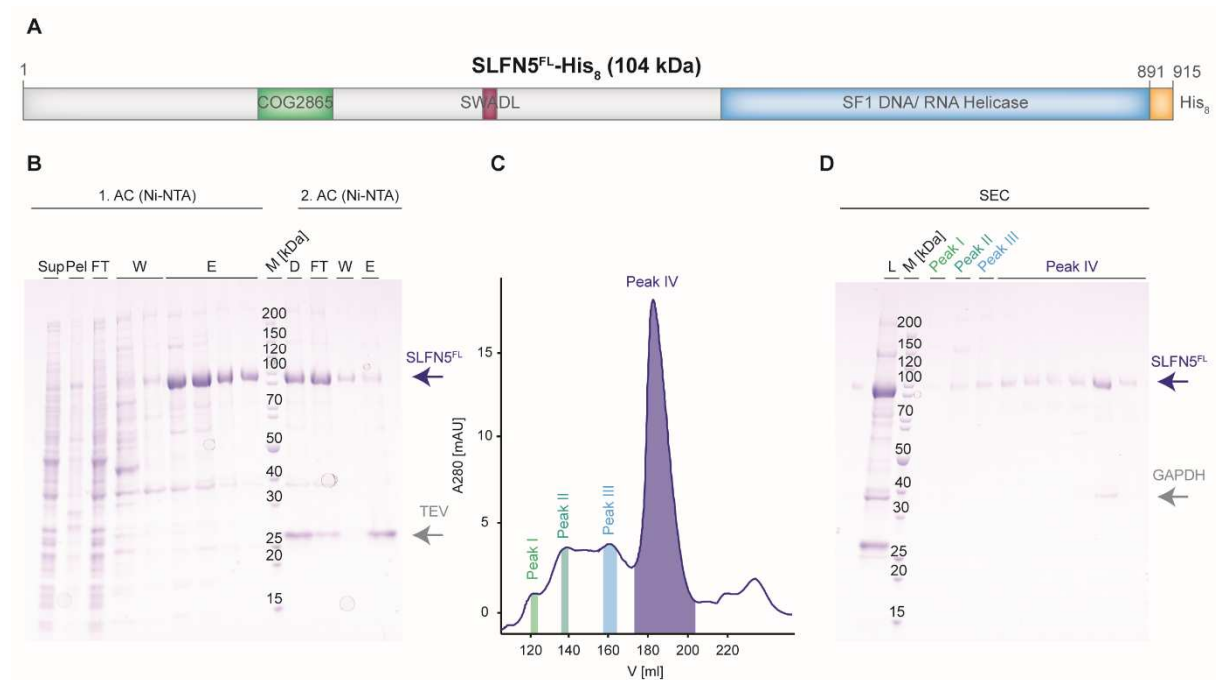 A
SLFN5FL-His8 (104 kDa)
1
891 915
COG2865
SWADL
SF1 DNA/ RNA Helicase
His8
B
1. AC (Ni-NTA)
2. AC (Ni-NTA)
Sup Pel FT W E M [kDa] D FT W E
200
150
120
100
70
50
40
30
25
20
15
SLFN5FL
TEV
C
A280 [mAU]
15
10
5
0
Peak I
Peak II
Peak III
Peak IV
120 140 160 180 200 220
V [ml]
D
SEC
L M [kDa] Peak I Peak II Peak III Peak IV
200
150
120
100
70
50
40
30
25
20
15
SLFN5FL
GAPDH